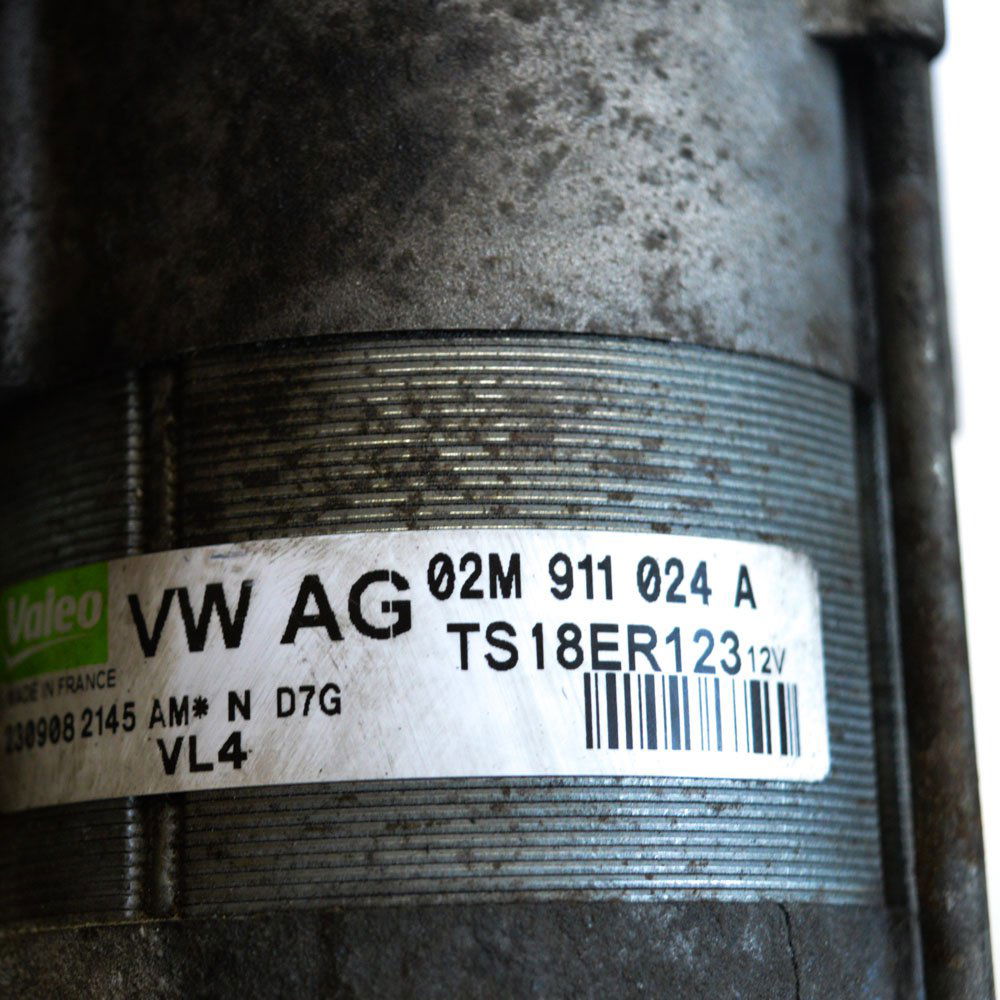 Valeo
VW AG
02M 911 024 A
TS18ER123 12V
MADE IN FRANCE
230908 2145 AM* N D7G
VL4